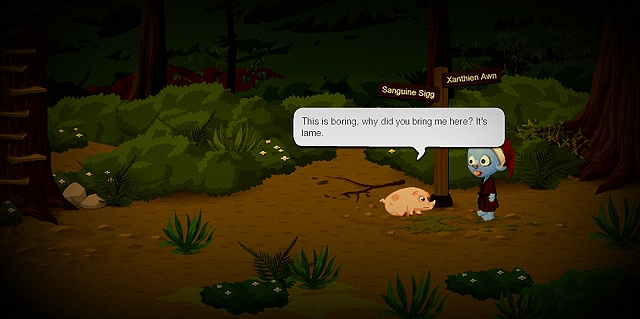 Xanthien Awn
Sanguine Sigg
This is boring, why did you bring me here? It's
lame.